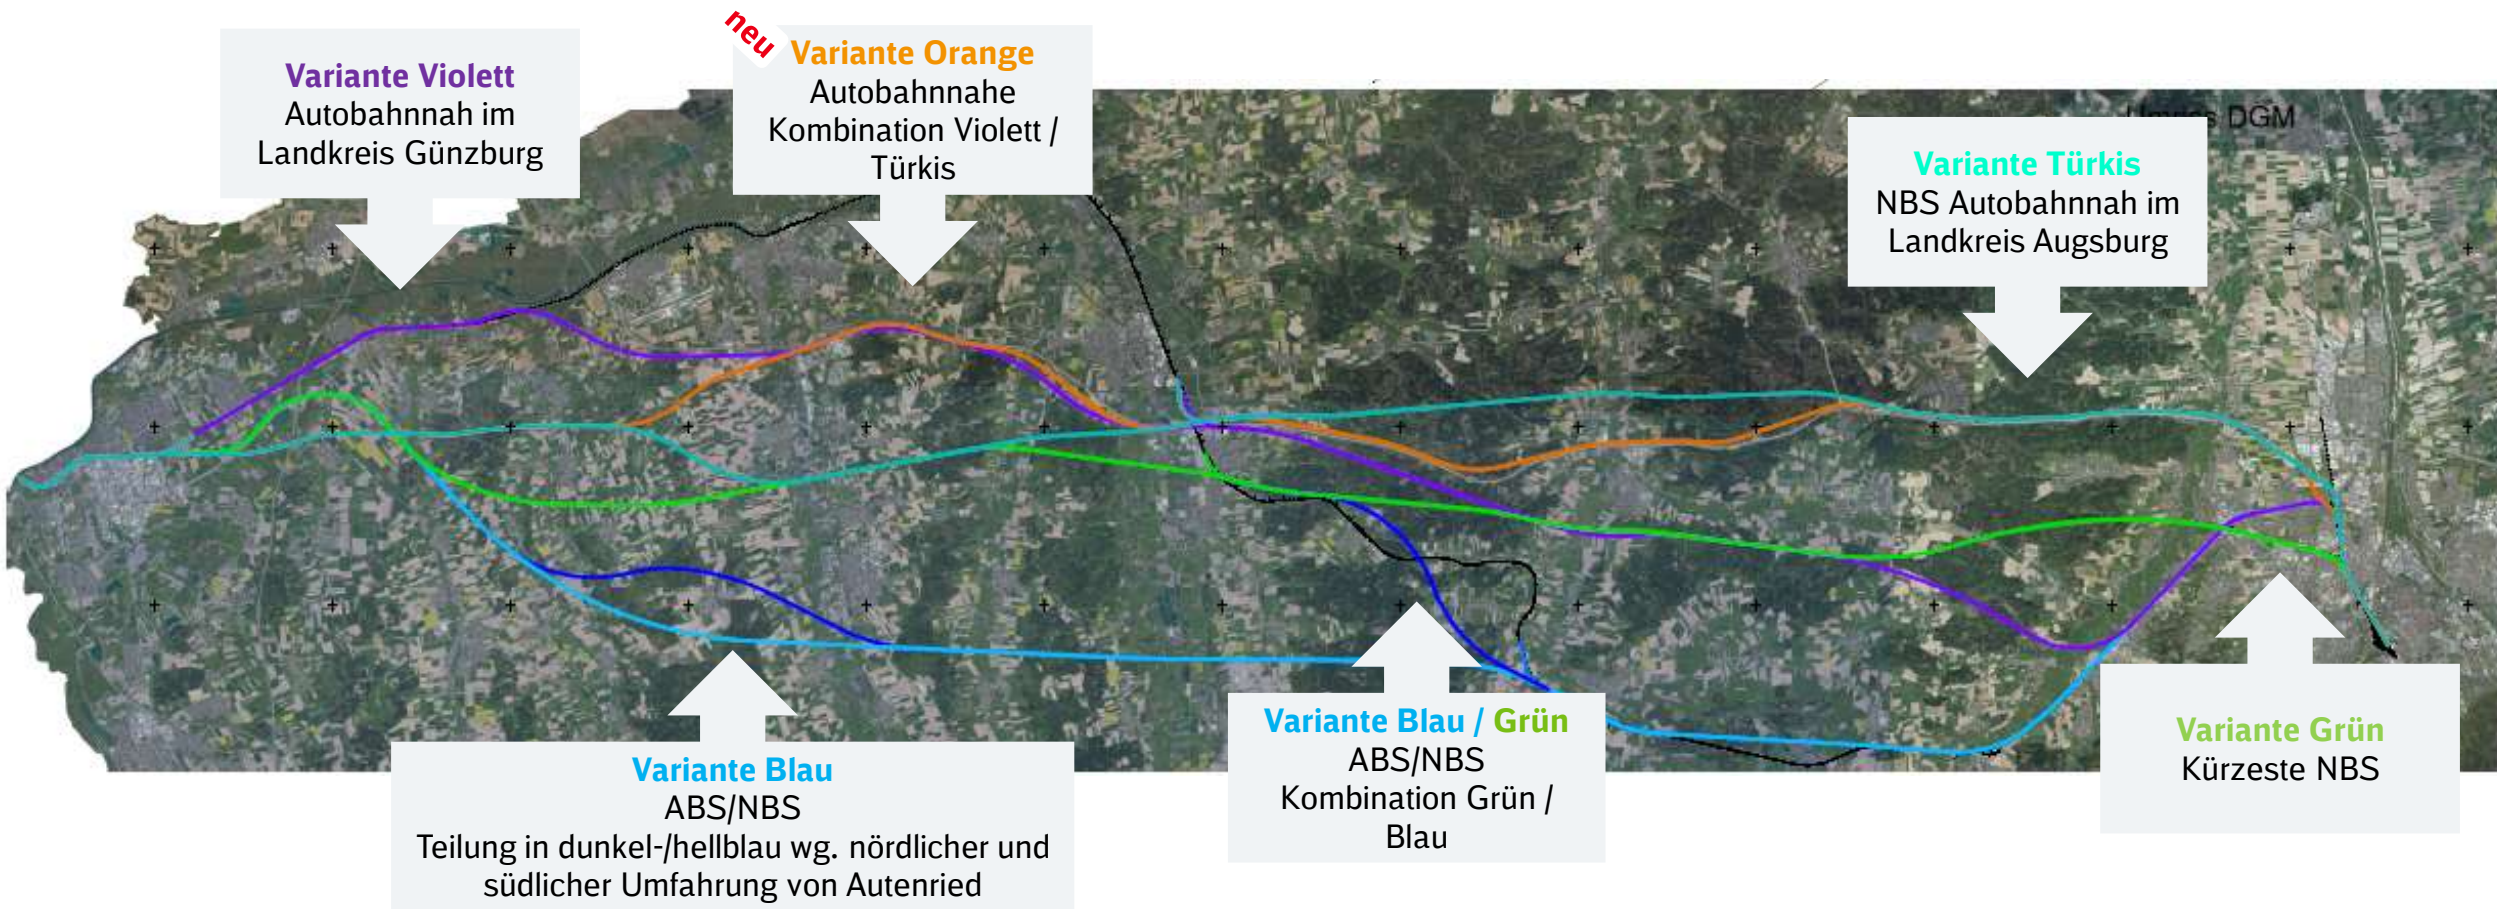 Variante Violett
Autobahnnah im
Landkreis Günzburg
neu
Variante Orange
Autobahnnahe
Kombination Violett /
Türkis
DGM
Variante Türkis
NBS Autobahnnah im
Landkreis Augsburg
Variante Blau
ABS/NBS
Teilung in dunkel-/hellblau wg. nördlicher und
südlicher Umfahrung von Autenried
Variante Blau / Grün
ABS/NBS
Kombination Grün /
Blau
Variante Grün
Kürzeste NBS